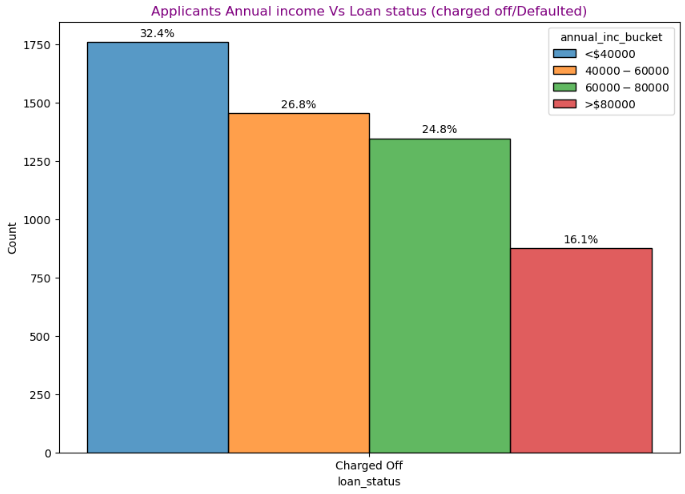 Applicants Annual income Vs Loan status (charged off/Defaulted)
annual_inc_bucket
<$40000
40000 − 60000
60000 − 80000
>$80000
32.4%
26.8%
24.8%
16.1%
1750
1500
1250
1000
750
500
250
0
Count
Charged Off
loan_status